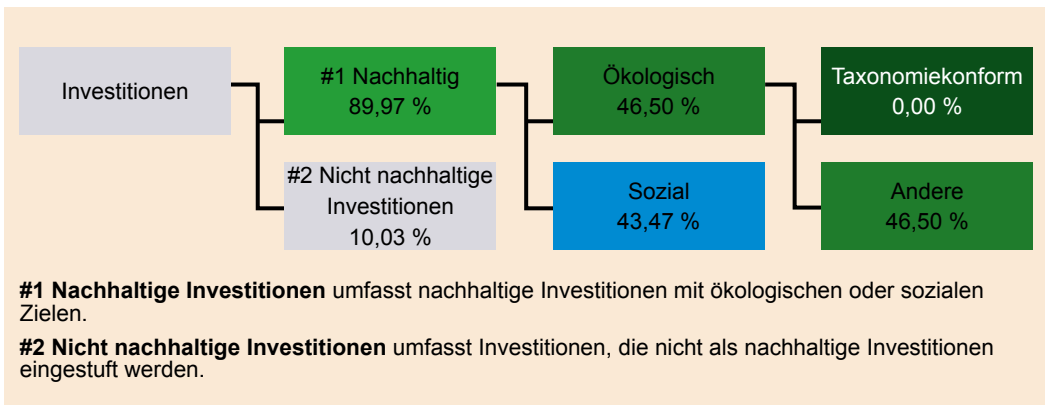 Investitionen
#1 Nachhaltig
89,97 %
Ökologisch
46,50 %
Taxonomiekonform
0,00 %
#2 Nicht nachhaltige
Investitionen
10,03 %
Sozial
43,47 %
Andere
46,50 %
#1 Nachhaltige Investitionen umfasst nachhaltige Investitionen mit ökologischen oder sozialen
Zielen.
#2 Nicht nachhaltige Investitionen umfasst Investitionen, die nicht als nachhaltige Investitionen
eingestuft werden.